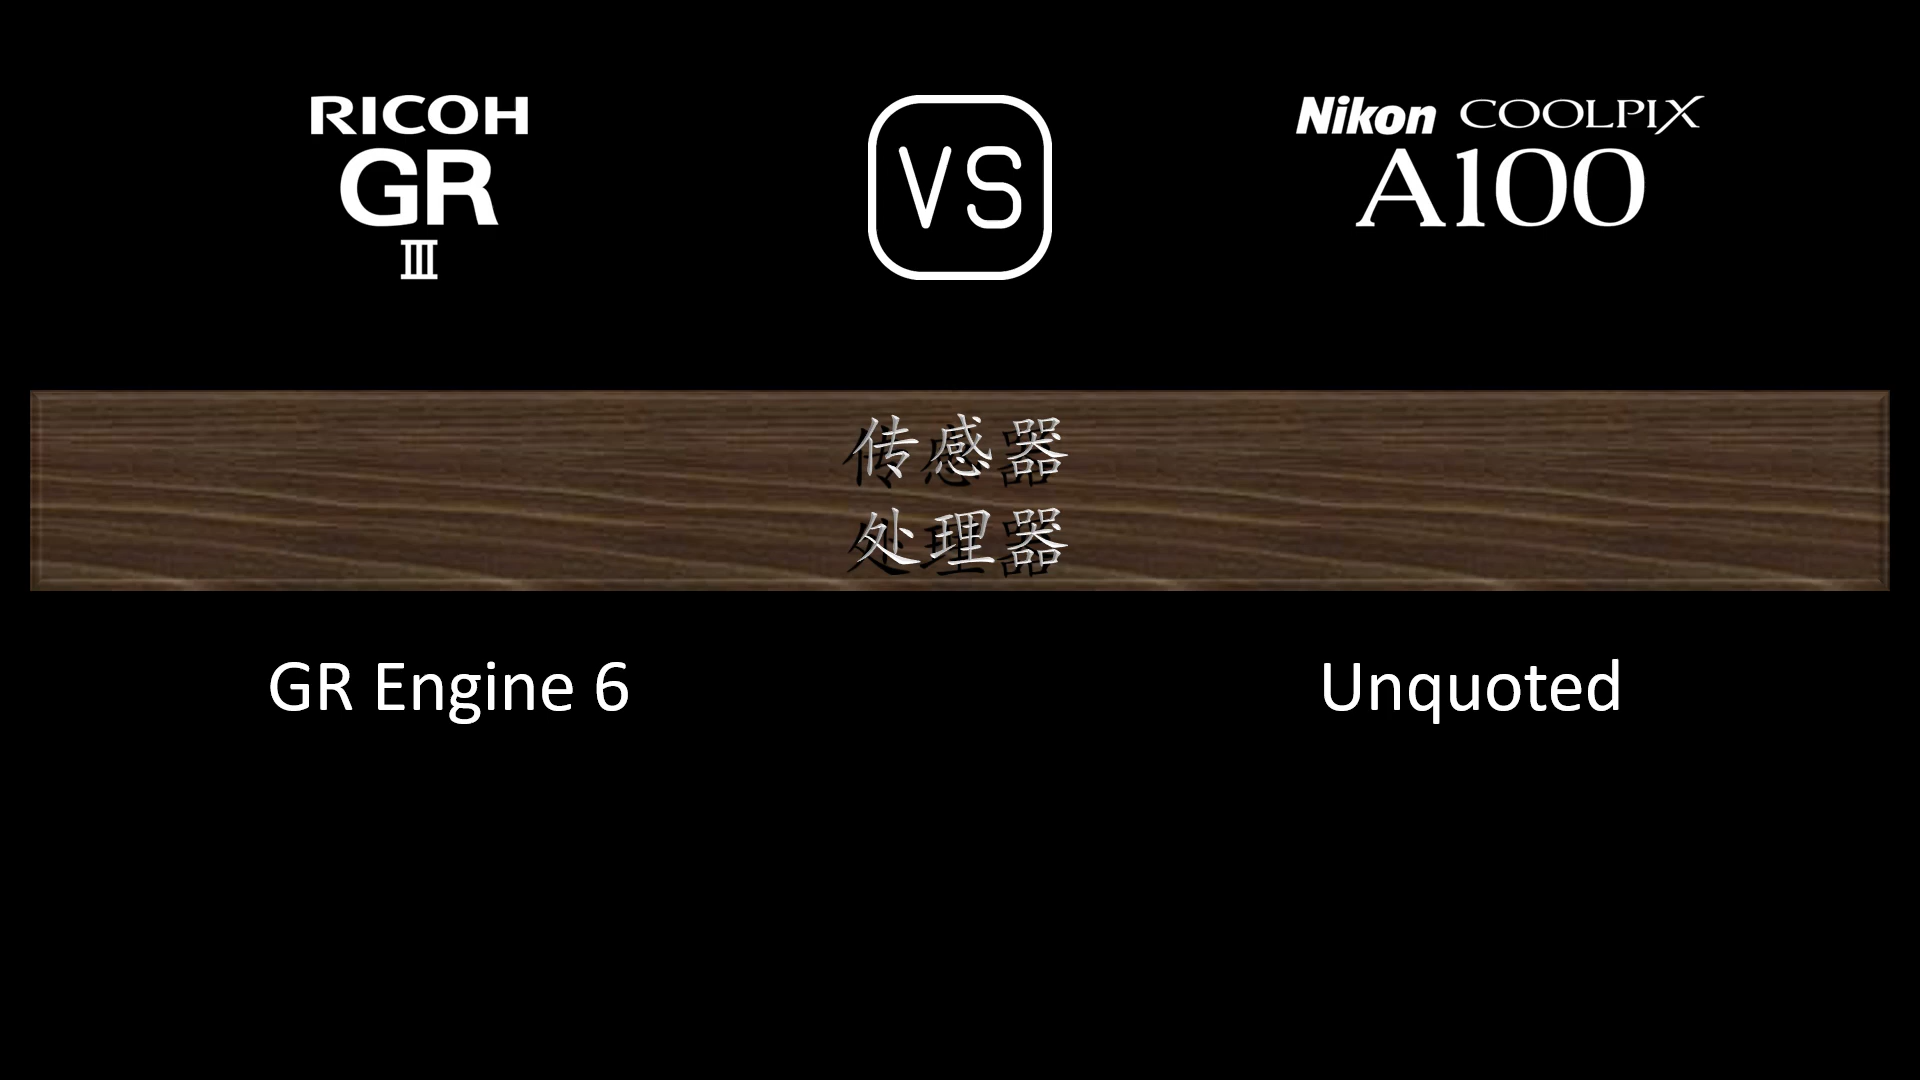 RICOH
GR
III
VS
Nikon COOLPIX
A100
传感器
处理器
GR Engine 6
Unquoted